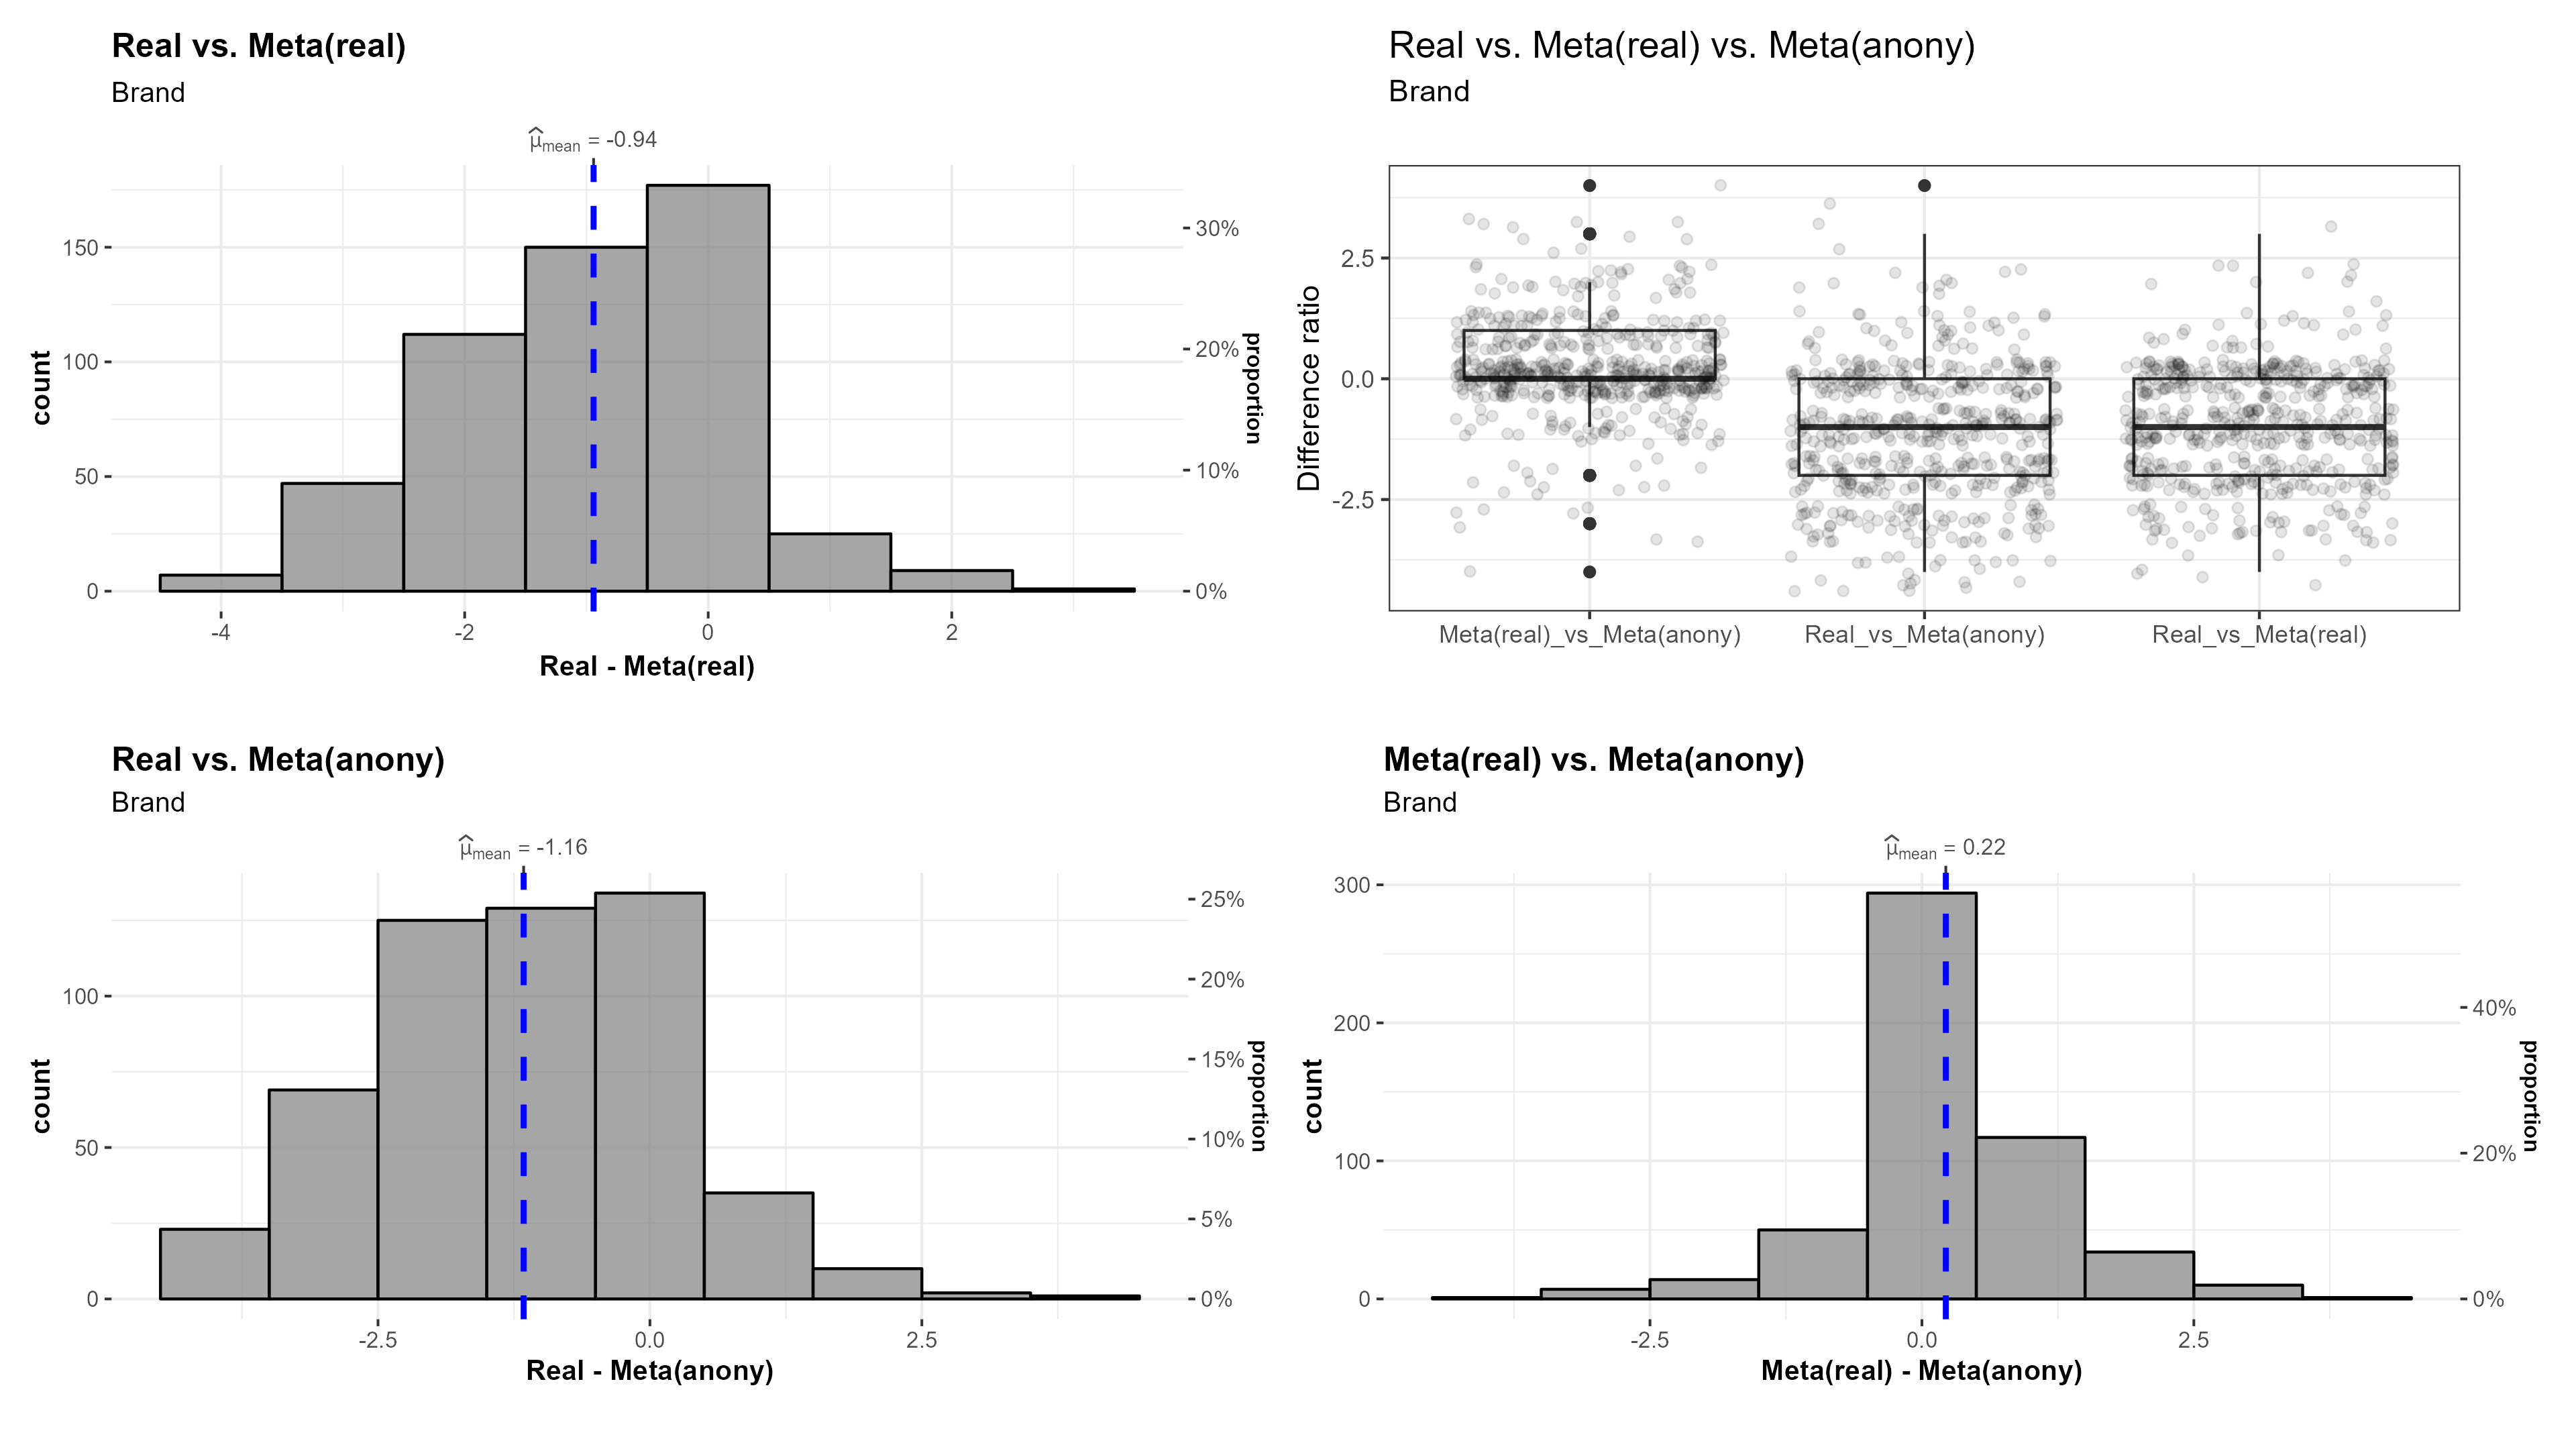 Real vs. Meta(real)
Brand
μ̂mean = -0.94
150
100
50
0
count
30%
20%
10%
0%
proportion
-4
-2
0
2
Real - Meta(real)
Real vs. Meta(real) vs. Meta(anony)
Brand
2.5
0.0
-2.5
Difference ratio
Meta(real)_vs_Meta(anony)
Real_vs_Meta(anony)
Real_vs_Meta(real)
Real vs. Meta(anony)
Brand
μ̂mean = -1.16
100
50
0
count
25%
20%
15%
10%
5%
0%
proportion
-2.5
0.0
2.5
Real - Meta(anony)
Meta(real) vs. Meta(anony)
Brand
μ̂mean = 0.22
300
200
100
0
count
40%
20%
0%
proportion
-2.5
0.0
2.5
Meta(real) - Meta(anony)